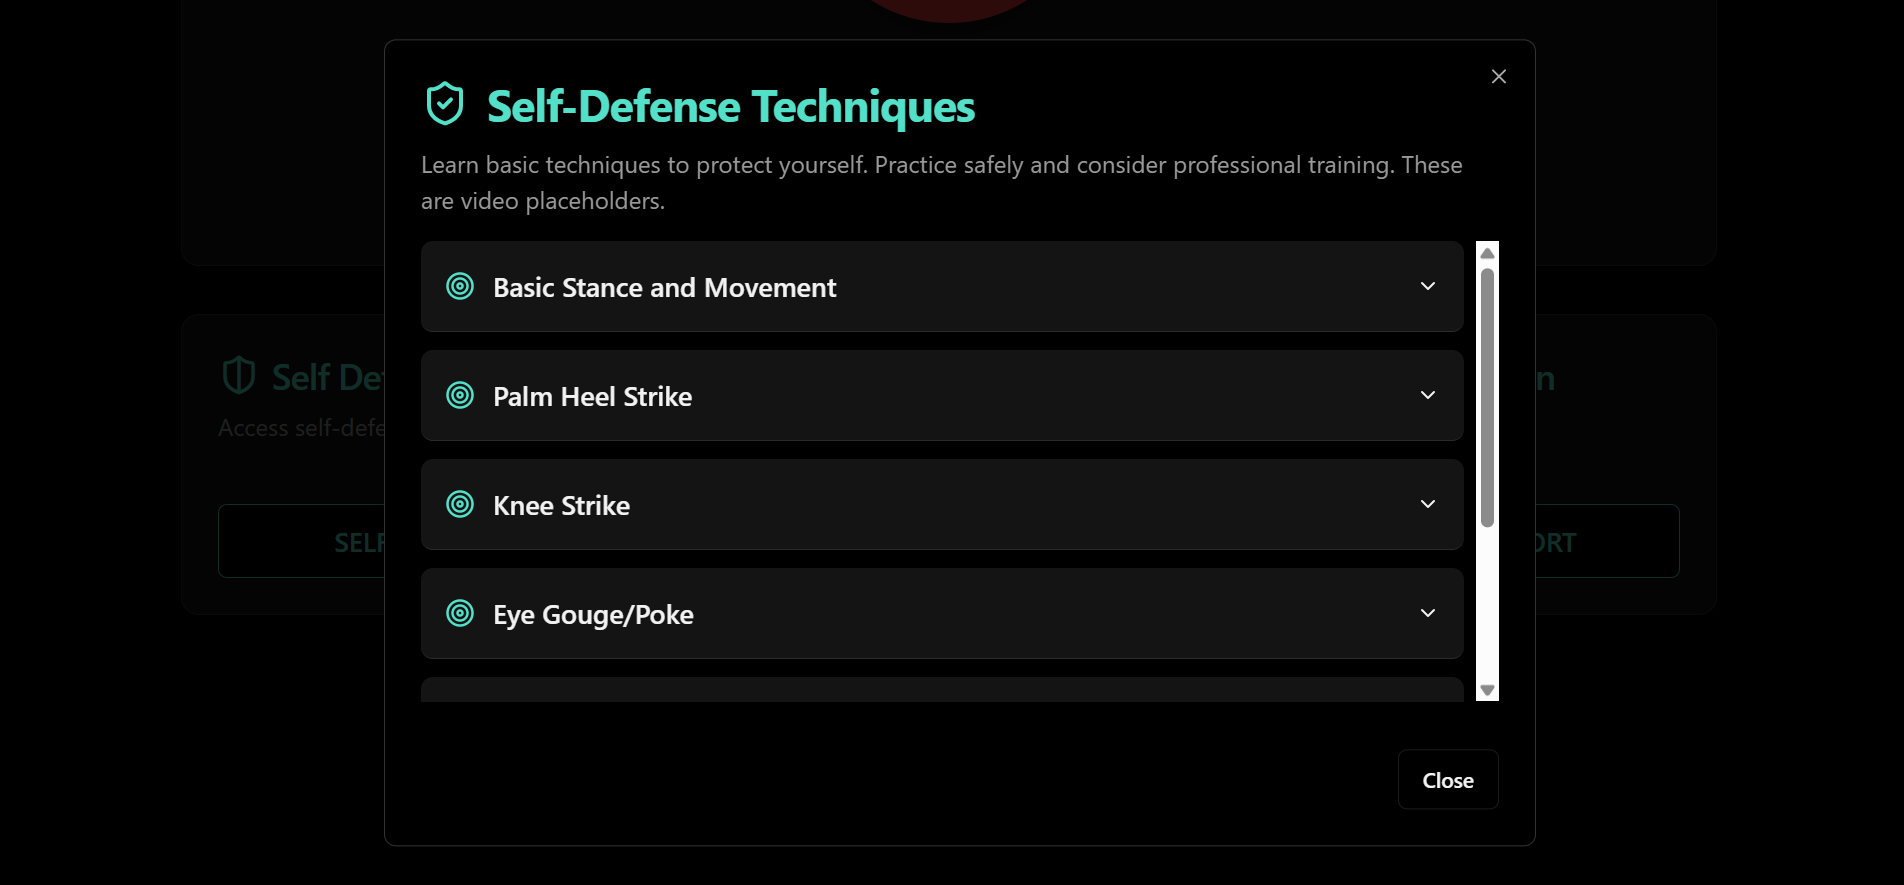 Self-Defense Techniques
Learn basic techniques to protect yourself. Practice safely and consider professional training. These
are video placeholders.
Basic Stance and Movement
Palm Heel Strike
Knee Strike
Eye Gouge/Poke
Close
Self De
Access self-defe
SELF
n
ORT